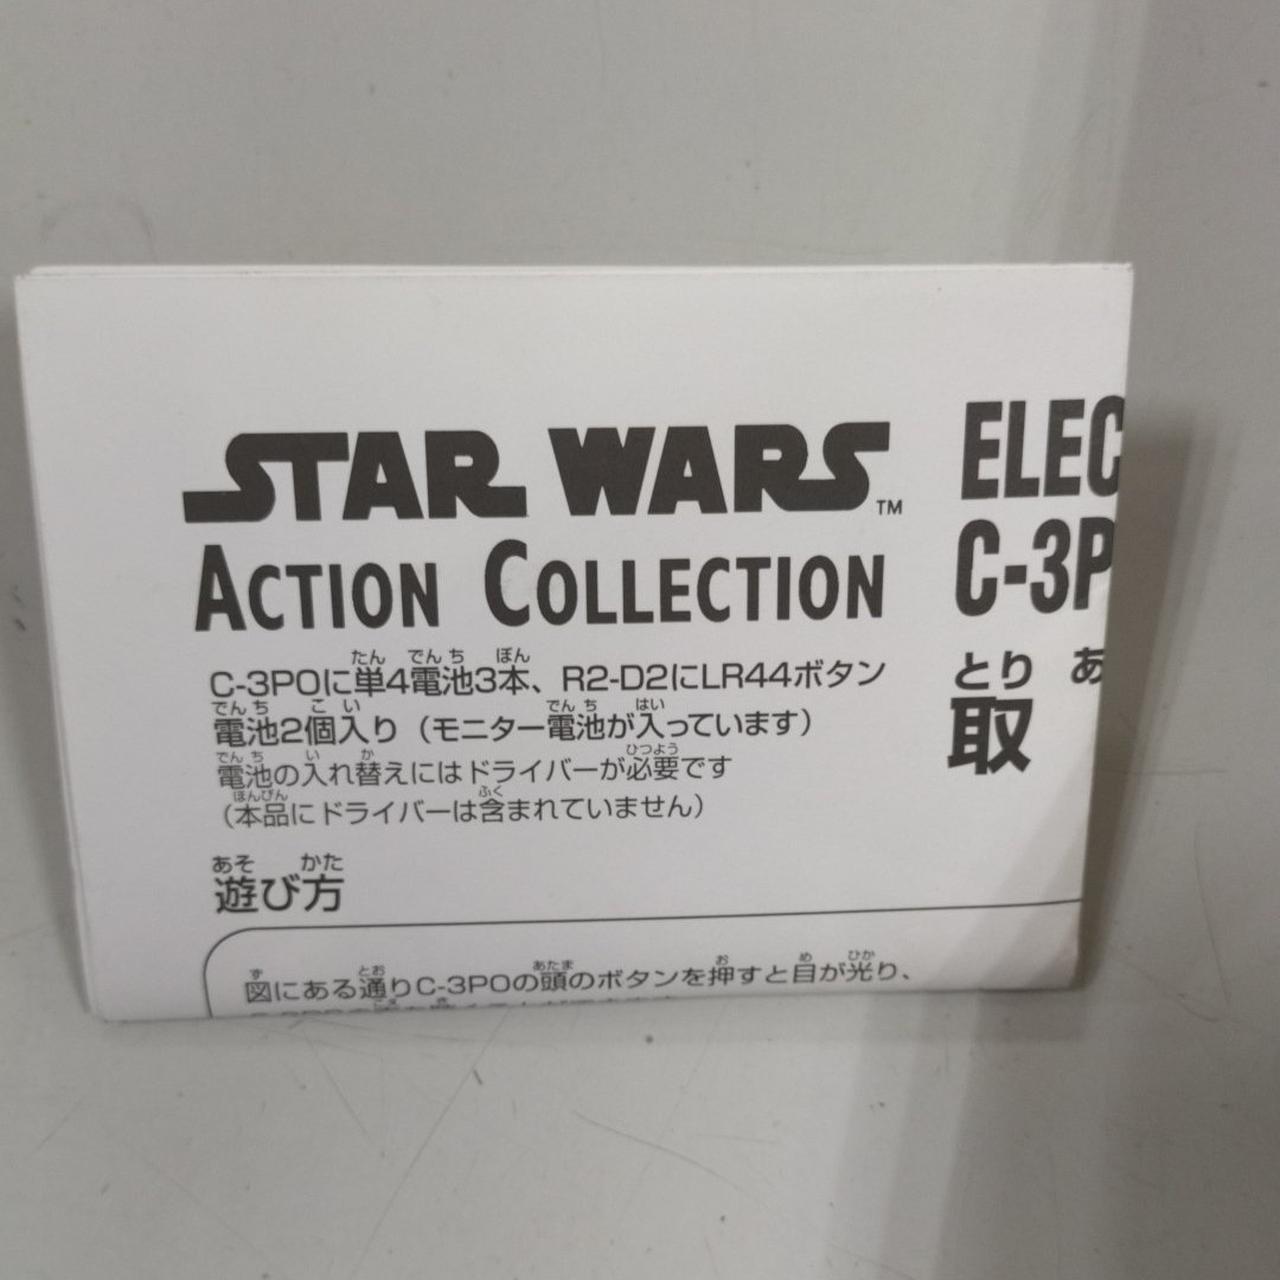 STAR WARS™
ACTION COLLECTION
C-3POに単4電池3本、R2-D2にLR44ボタン
電池2個入り（モニター電池が入っています）
電池の入れ替えにはドライバーが必要です
（本品にドライバーは含まれていません）
遊び方
図にある通りC-3POの頭のボタンを押すと目が光り、
ELEC
C-3P
とり あ
取